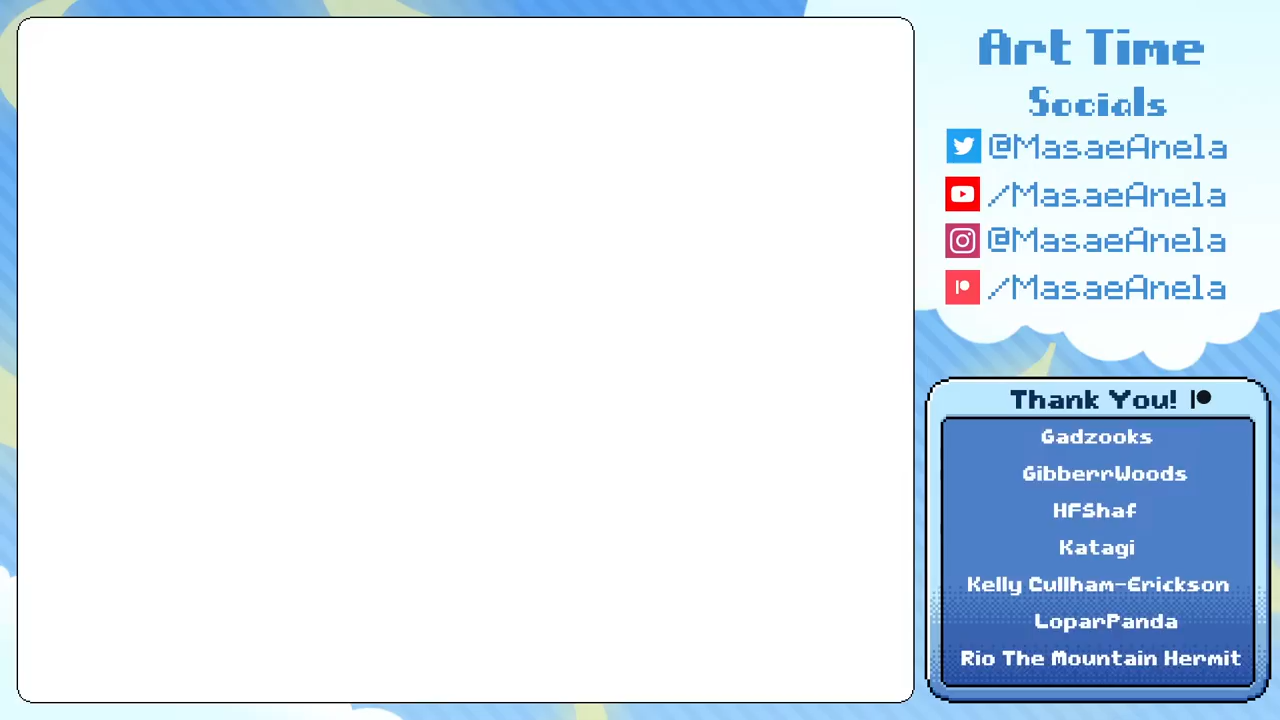 Art Time
Socials
@MasaeAnela
/MasaeAnela
@MasaeAnela
/MasaeAnela
Thank You!
Gadzooks
GibberrWoods
HFShaf
Katagi
Kelly Cullham-Erickson
LoparPanda
Rio The Mountain Hermit